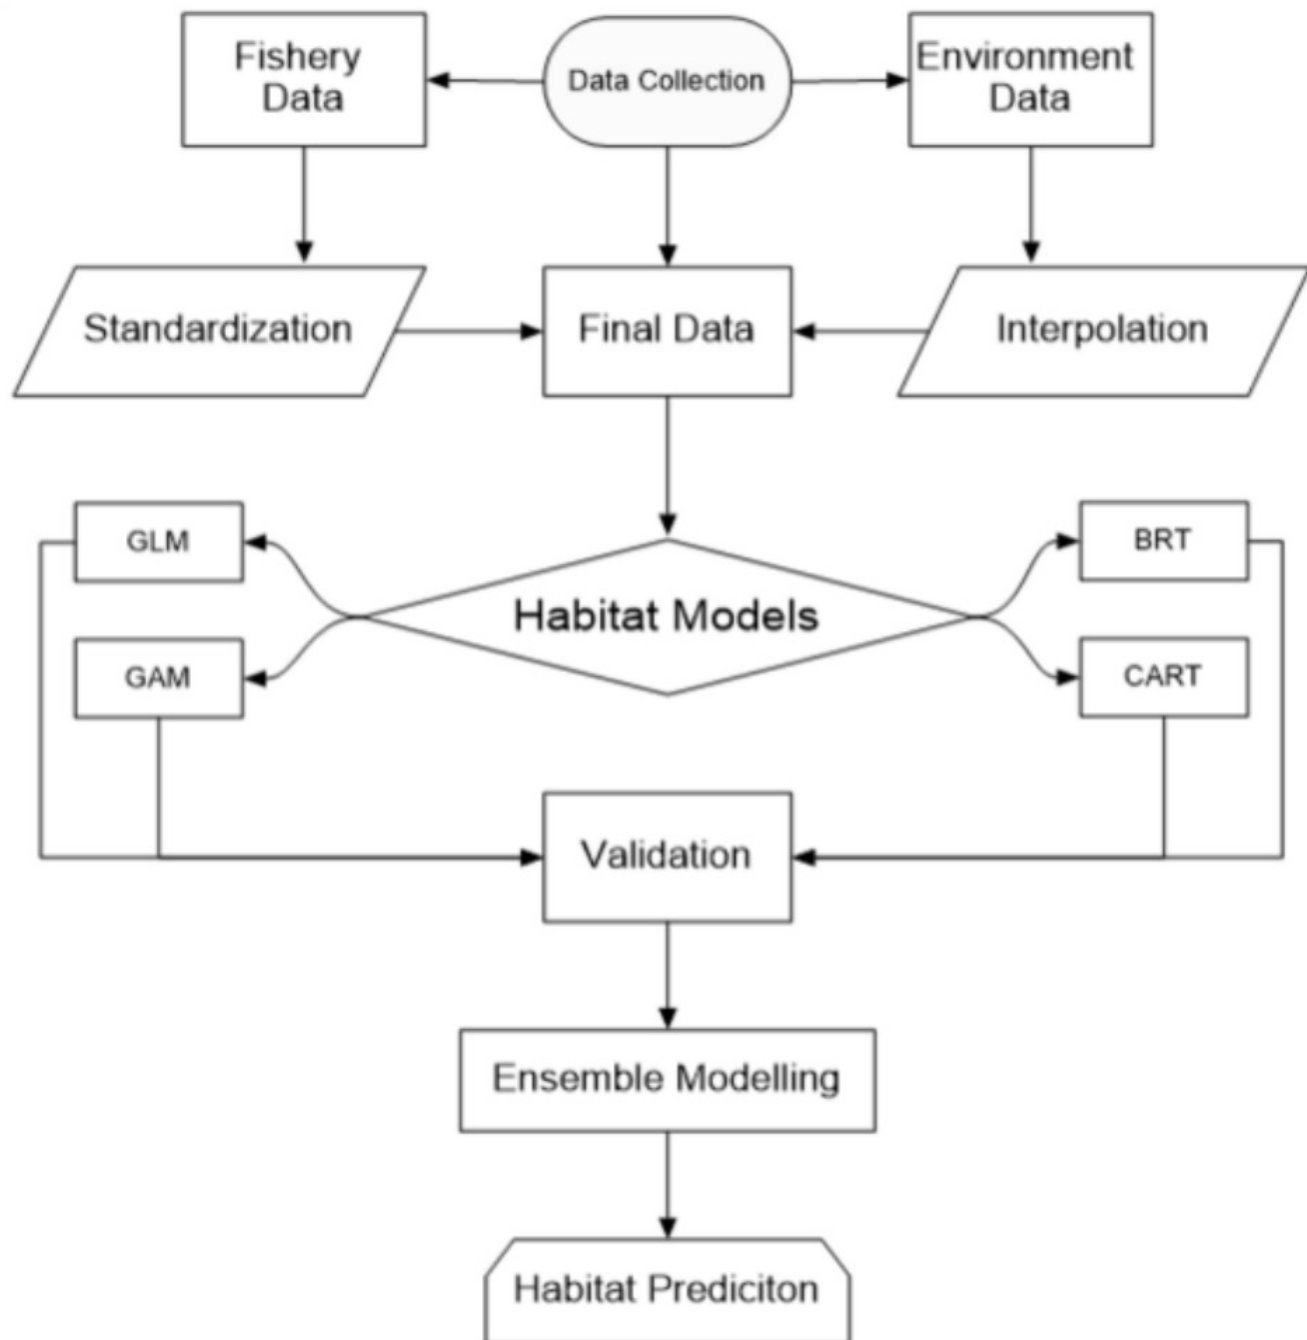 Fishery
Data
Data Collection
Environment
Data
Standardization
Final Data
Interpolation
GLM
BRT
Habitat Models
GAM
CART
Validation
Ensemble Modelling
Habitat Prediciton